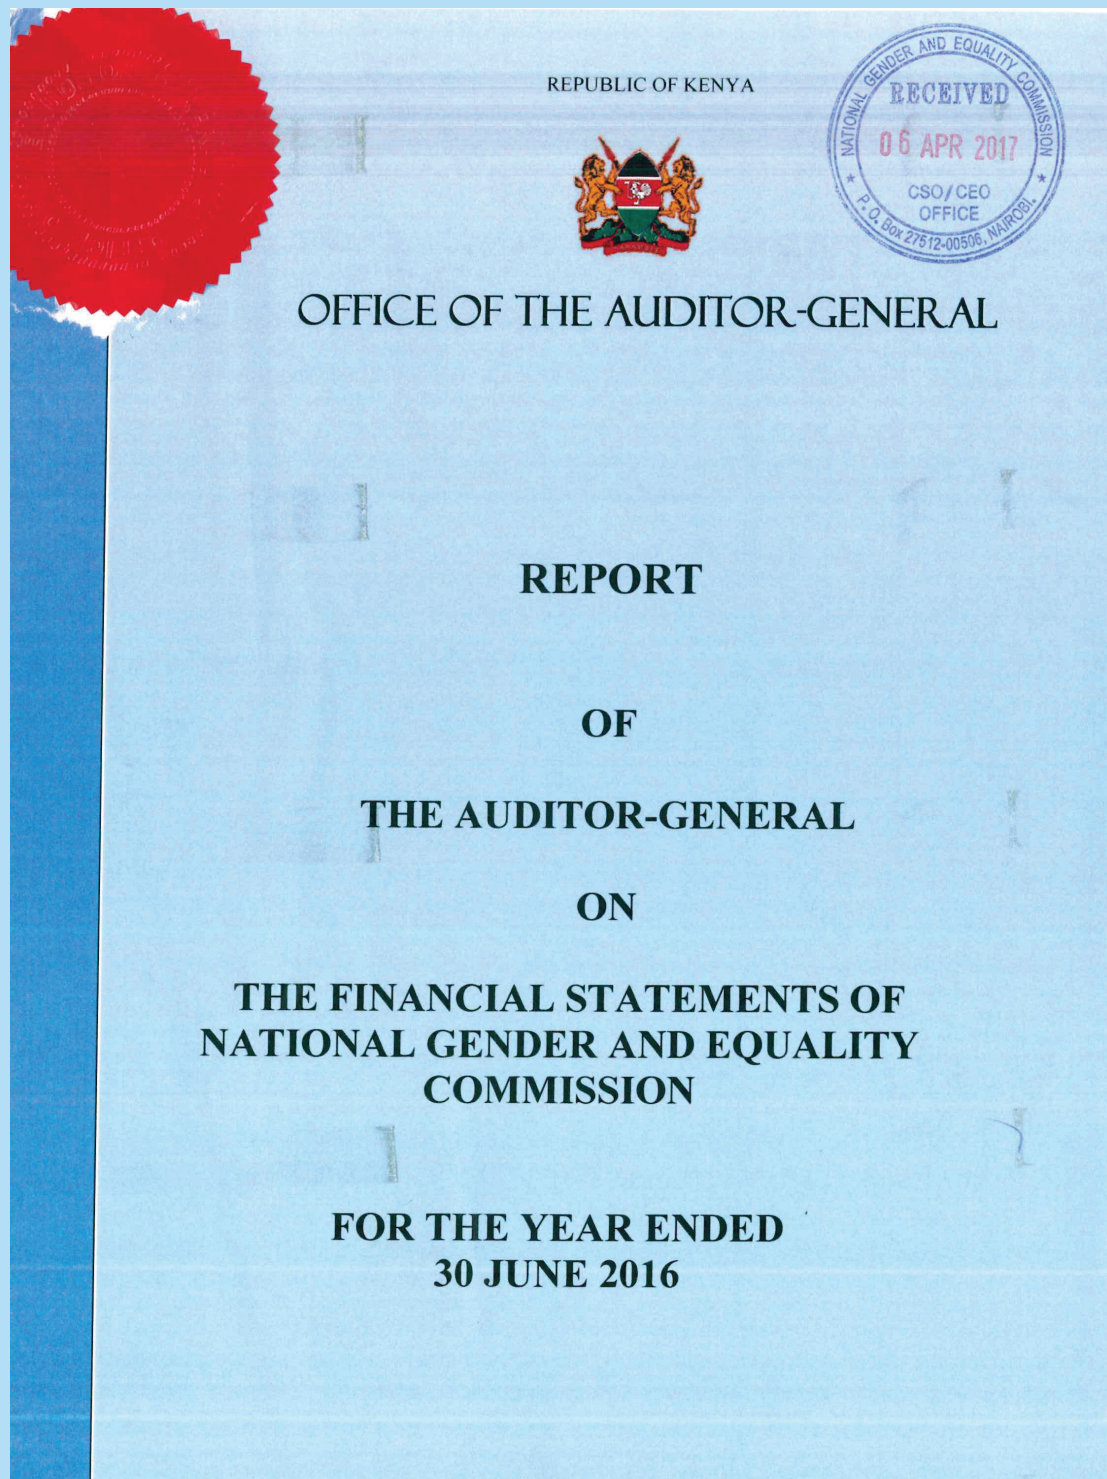 REPUBLIC OF KENYA
NATIONAL GENDER AND EQUALITY COMMISSION
RECEIVED
06 APR 2017
CSO/CEO
OFFICE
P. O. Box 27512-00506, NAIROBI.
OFFICE OF THE AUDITOR-GENERAL
REPORT
OF
THE AUDITOR-GENERAL
ON
THE FINANCIAL STATEMENTS OF
NATIONAL GENDER AND EQUALITY
COMMISSION
FOR THE YEAR ENDED
30 JUNE 2016